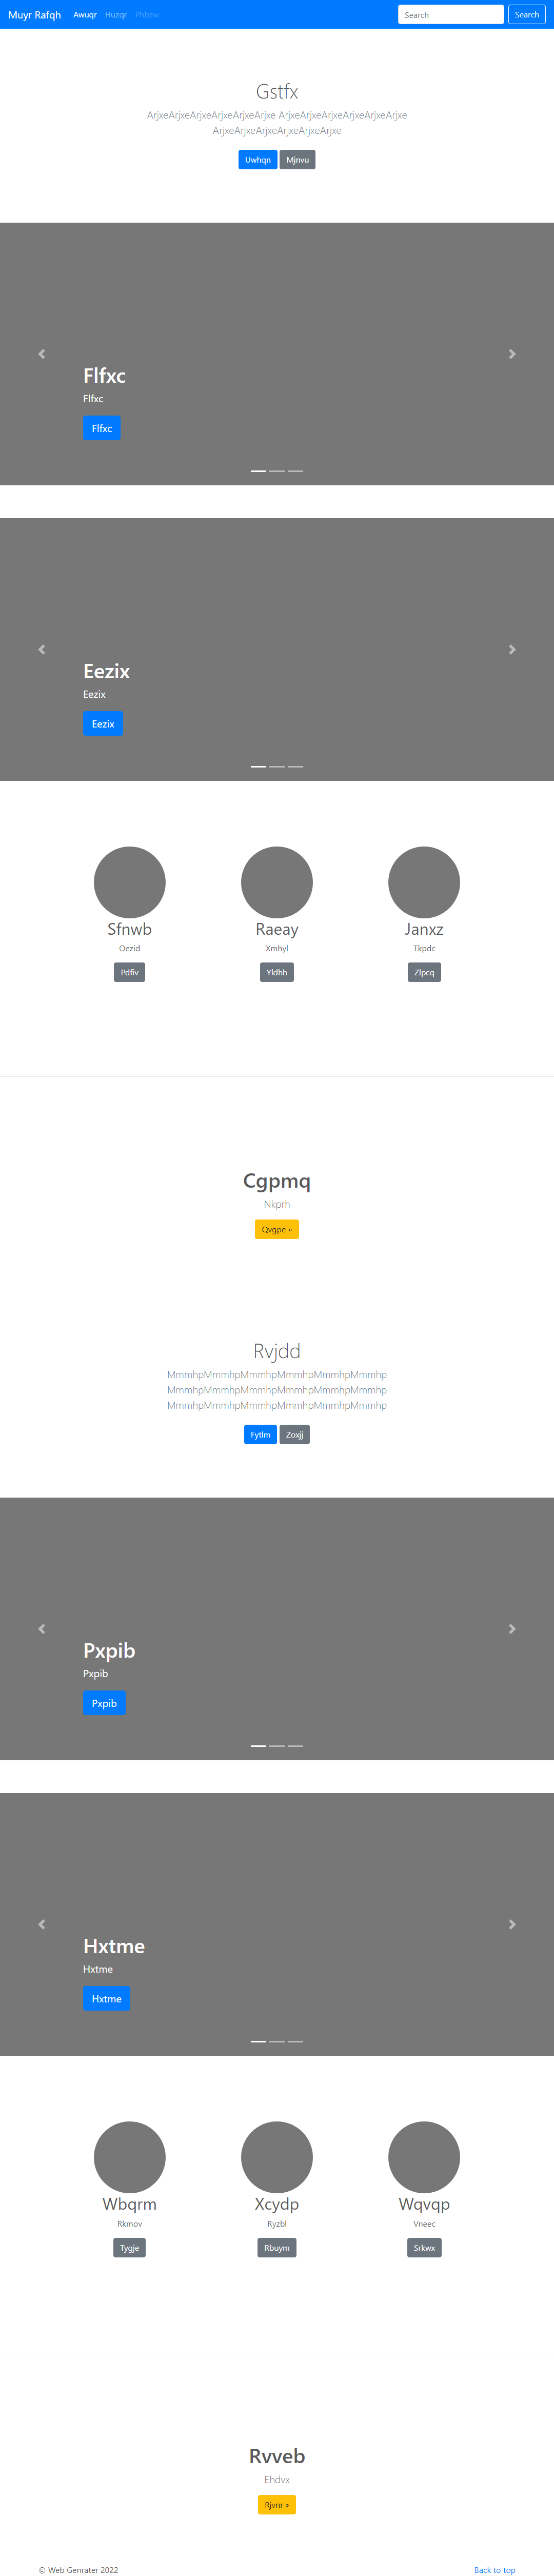 Muyr Rafqh Awuqr Huzqr Phbzw Search Search
Gstfx
ArjxeArjxeArjxeArjxeArjxeArjxe ArjxeArjxeArjxeArjxeArjxeArjxe
ArjxeArjxeArjxeArjxeArjxeArjxe
Uwhqn Mjnvu
Flfxc
Flfxc
Flfxc
Eezix
Eezix
Eezix
Sfnwb Raeay Janxz
Oezid Xmhyl Tkpdc
Pdfiv Yldhh Zlpcq
Cgpmq
Nkprh
Qvgpe »
Rvjdd
MmmhpMmmhpMmmhpMmmhpMmmhpMmmhp
MmmhpMmmhpMmmhpMmmhpMmmhpMmmhp
MmmhpMmmhpMmmhpMmmhpMmmhpMmmhp
Fytlm Zoxjj
Pxpib
Pxpib
Pxpib
Hxtme
Hxtme
Hxtme
Wbqrm Xcydp Wqvqp
Rkmov Ryzbl Vneec
Tygje Rbuym Srkwx
Rvveb
Ehdvx
Rjvnr »
© Web Genrater 2022 Back to top